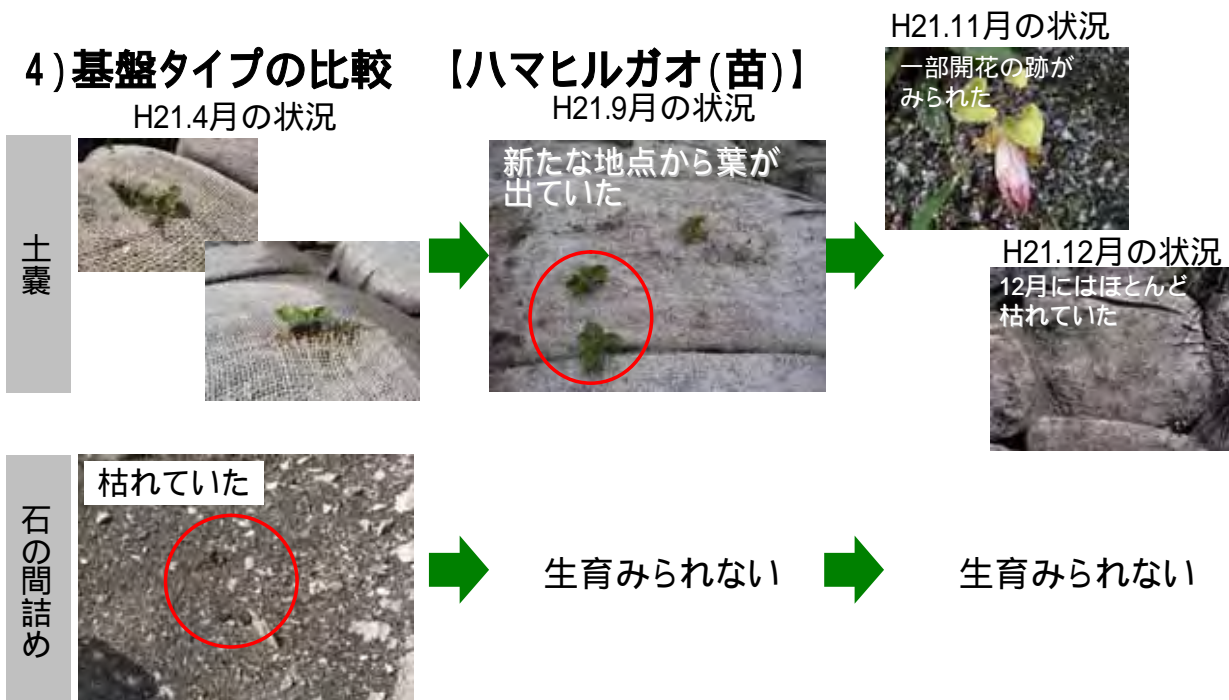 4)基盤タイプの比較 【ハマヒルガオ(苗)】
H21.4月の状況
H21.9月の状況
H21.11月の状況
土嚢
新たな地点から葉が
出ていた
一部開花の跡が
みられた
H21.12月の状況
12月にはほとんど
枯れていた
石の間詰め
枯れていた
生育みられない
生育みられない